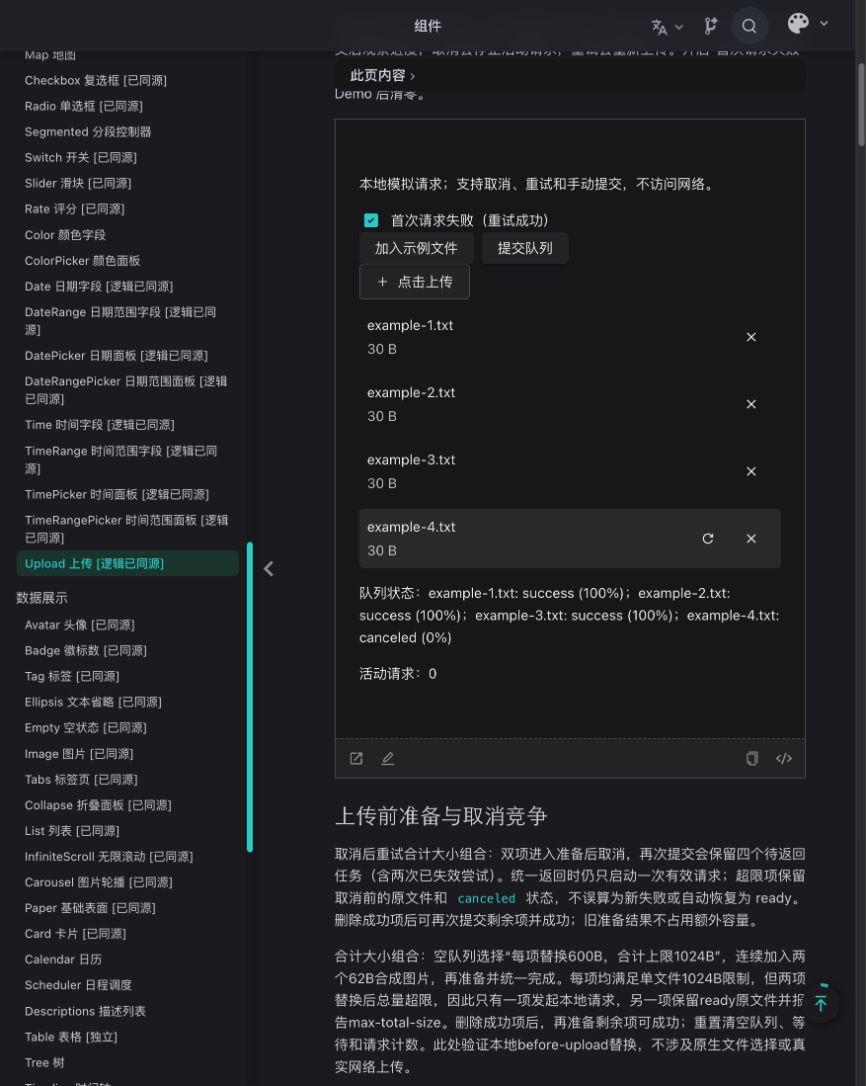 组件
Map 地图
Checkbox 复选框 [已同源]
Radio 单选框 [已同源]
Segmented 分段控制器
Switch 开关 [已同源]
Slider 滑块 [已同源]
Rate 评分 [已同源]
Color 颜色字段
ColorPicker 颜色面板
Date 日期字段 [逻辑已同源]
DateRange 日期范围字段 [逻辑已同
源]
DatePicker 日期面板 [逻辑已同源]
DateRangePicker 日期范围面板 [逻辑
已同源]
Time 时间字段 [逻辑已同源]
TimeRange 时间范围字段 [逻辑已同
源]
TimePicker 时间面板 [逻辑已同源]
TimeRangePicker 时间范围面板 [逻辑
已同源]
Upload 上传 [逻辑已同源]
数据展示
Avatar 头像 [已同源]
Badge 徽标数 [已同源]
Tag 标签 [已同源]
Ellipsis 文本省略 [已同源]
Empty 空状态 [已同源]
Image 图片 [已同源]
Tabs 标签页 [已同源]
Collapse 折叠面板 [已同源]
List 列表 [已同源]
InfiniteScroll 无限滚动 [已同源]
Carousel 图片轮播 [已同源]
Paper 基础表面 [已同源]
Card 卡片 [已同源]
Calendar 日历
Scheduler 日程调度
Descriptions 描述列表
Table 表格 [独立]
Tree 树
此页内容 ›
Demo 后清零。
本地模拟请求；支持取消、重试和手动提交，不访问网络。
首次请求失败（重试成功）
加入示例文件 提交队列
+ 点击上传
example-1.txt
30 B
example-2.txt
30 B
example-3.txt
30 B
example-4.txt
30 B
队列状态：example-1.txt: success (100%)；example-2.txt:
success (100%)；example-3.txt: success (100%)；example-4.txt:
canceled (0%)
活动请求：0
上传前准备与取消竞争
取消后重试合计大小组合：双项进入准备后取消，再次提交会保留四个待返回
任务（含两次已失效尝试）。统一返回时仍只启动一次有效请求；超限项保留
取消前的原文件和 canceled 状态，不误算为新失败或自动恢复为 ready。
删除成功项后可再次提交剩余项并成功；旧准备结果不占用额外容量。
合计大小组合：空队列选择“每项替换600B，合计上限1024B”，连续加入两
个62B合成图片，再准备并统一完成。每项均满足单文件1024B限制，但两项
替换后总量超限，因此只有一项发起本地请求，另一项保留ready原文件并报
告max-total-size。删除成功项后，再准备剩余项可成功；重置清空队列、等
待和请求计数。此处验证本地before-upload替换，不涉及原生文件选择或真
实网络上传。